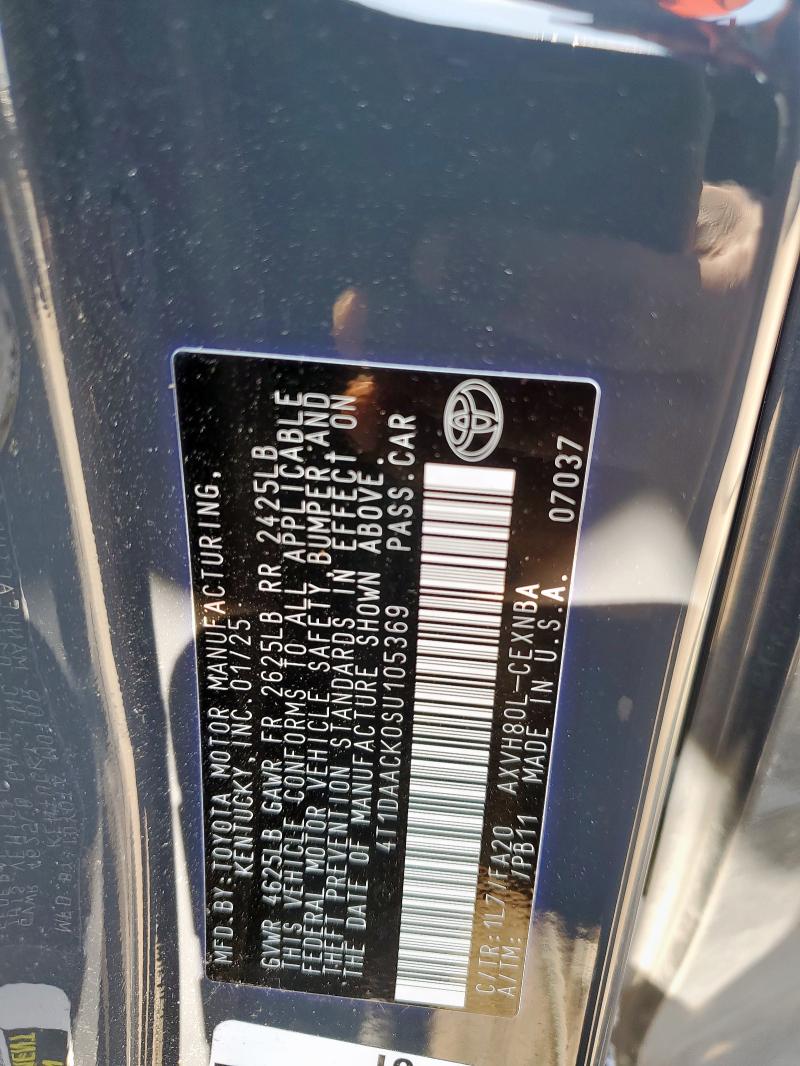 MFD.BY:TOYOTA MOTOR MANUFACTURING,
KENTUCKY, INC. 01/25
GVWR 4625LB GAWR FR 2625LB RR 2425LB
THIS VEHICLE CONFORMS TO ALL APPLICABLE
FEDERAL MOTOR VEHICLE SAFETY, BUMPER, AND
THEFT PREVENTION STANDARDS IN EFFECT ON
THE DATE OF MANUFACTURE SHOWN ABOVE.
4T1DAACK0SU105369 PASS.CAR
C/TR:1L7/FA20 AXVH80L-CEXNBA
A/TM: /PB11 MADE IN U.S.A. 07037